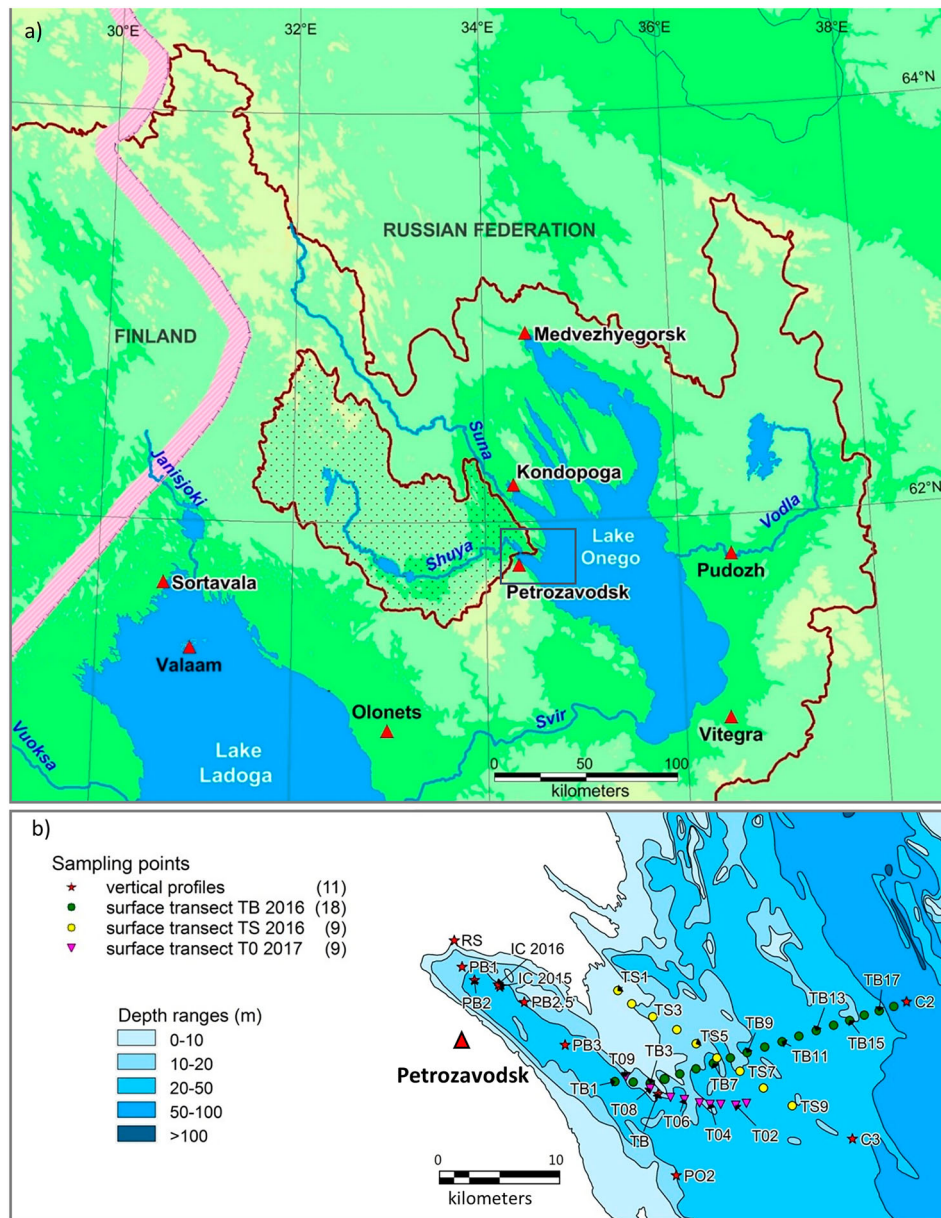 a)
30°E
32°E
34°E
36°E
38°E
64°N
RUSSIAN FEDERATION
FINLAND
Medvezhyegorsk
Suna
Janisjoki
Kondopoga
62°N
Vodla
Lake
Onego
Shuya
Pudozh
Sortavala
Petrozavodsk
Valaam
Olonets
Svir
Vitegra
Vuoksa
Lake
Ladoga
0 50 100
kilometers
b)
Sampling points
vertical profiles (11)
surface transect TB 2016 (18)
surface transect TS 2016 (9)
surface transect T0 2017 (9)
Depth ranges (m)
0-10
10-20
20-50
50-100
>100
RS
IC 2016
PB1
IC 2015
PB2
PB2,5
TS1
TS3
TB17
C2
TB13
TB9
TS5
TB15
PB3
TB11
T09
TB3
TS7
Petrozavodsk
TB1
TB7
T08
TS9
T06
TB
T04
T02
C3
0 10
kilometers
PO2